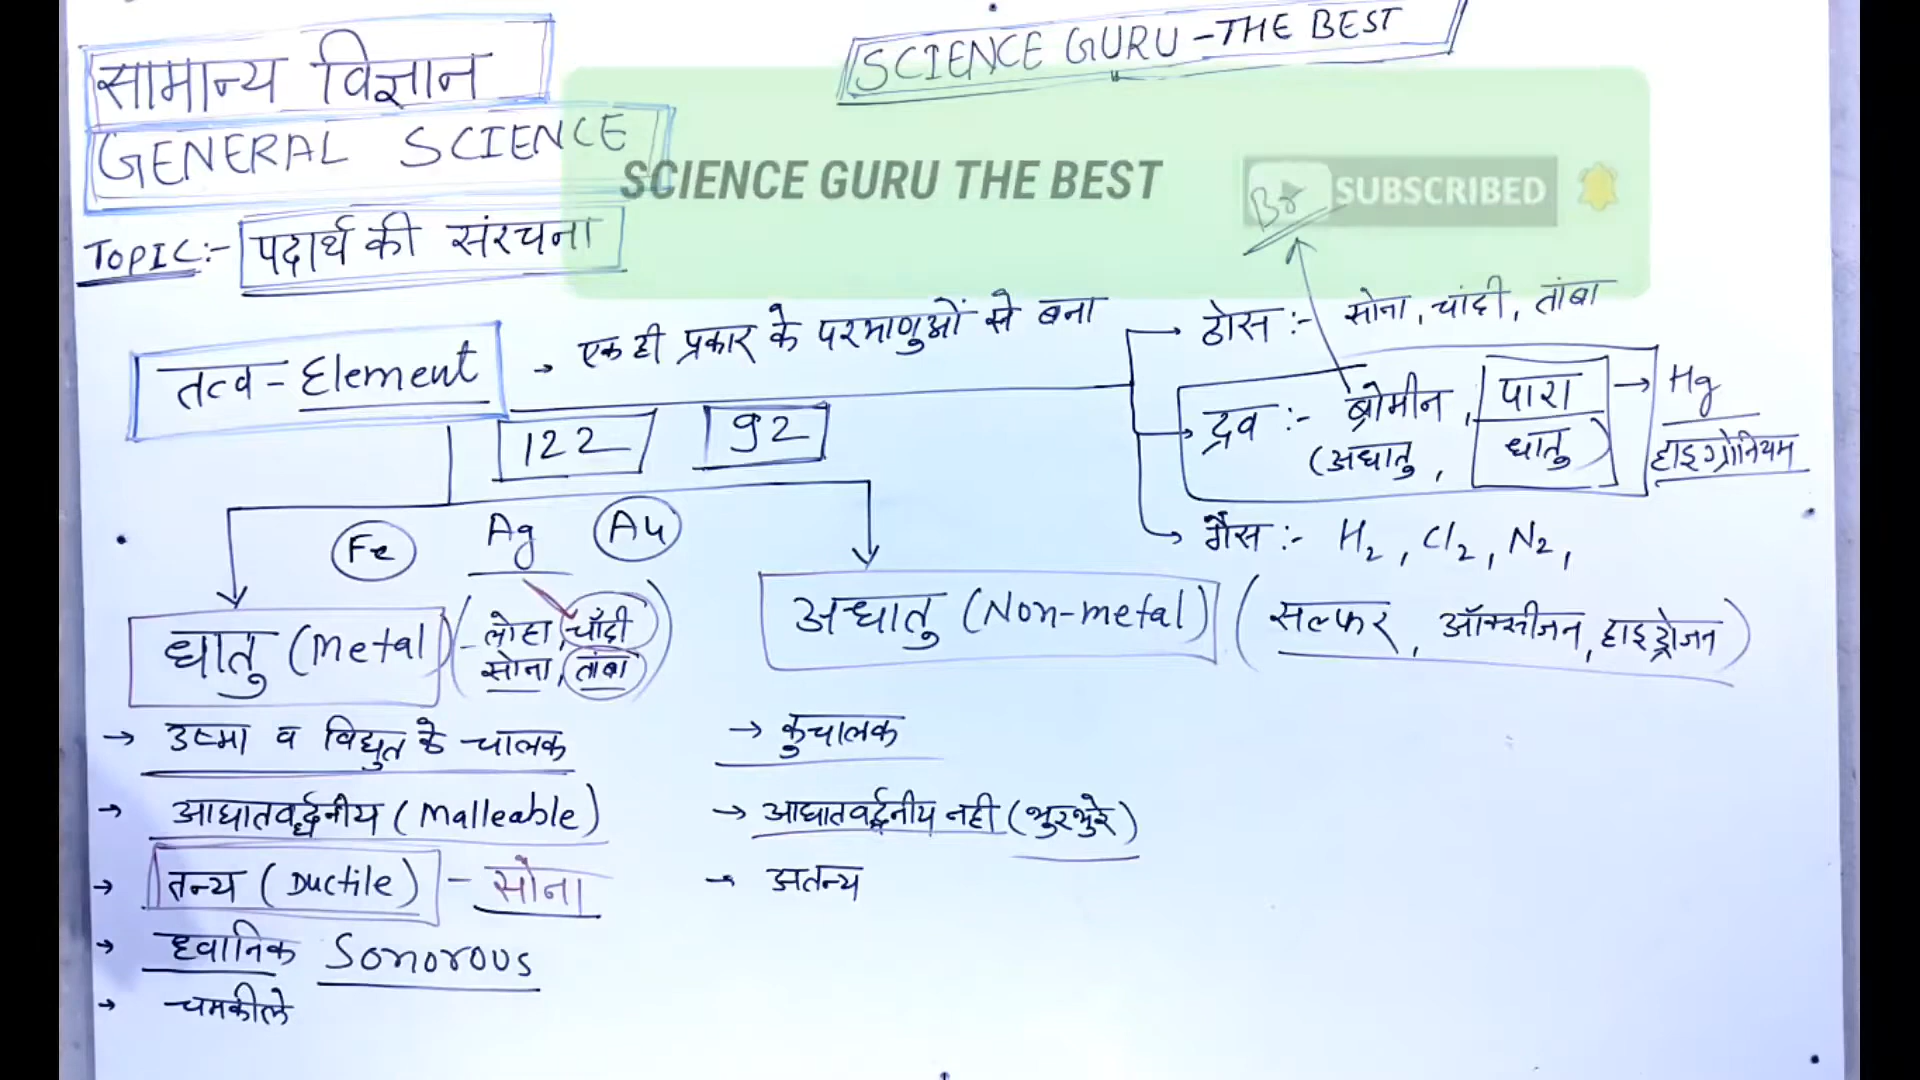 सामान्य विज्ञान
SCIENCE GURU -THE BEST
GENERAL SCIENCE
SCIENCE GURU THE BEST
Br
SUBSCRIBED
TOPIC:- पदार्थ की संरचना
तत्व - Element
→ एक ही प्रकार के परमाणुओं से बना
ठोस :- सोना, चांदी, तांबा
द्रव :- ब्रोमीन, पारा → Hg
(अधातु, धातु)
हाइग्रोनियम
गैस :- H2, Cl2, N2,
122 92
Fe Ag Au
धातु (Metal) (- लोहा, चाँदी
सोना, तांबा)
अधातु (Non-metal) (सल्फर, ऑक्सीजन, हाइड्रोजन)
→ उष्मा व विद्युत के चालक
→ आघातवर्द्धनीय (Malleable)
→ तन्य (Ductile) - सोना
→ ध्वानिक Sonorous
→ चमकीले
→ कुचालक
→ आघातवर्द्धनीय नही (भुरभुरे)
→ अतन्य